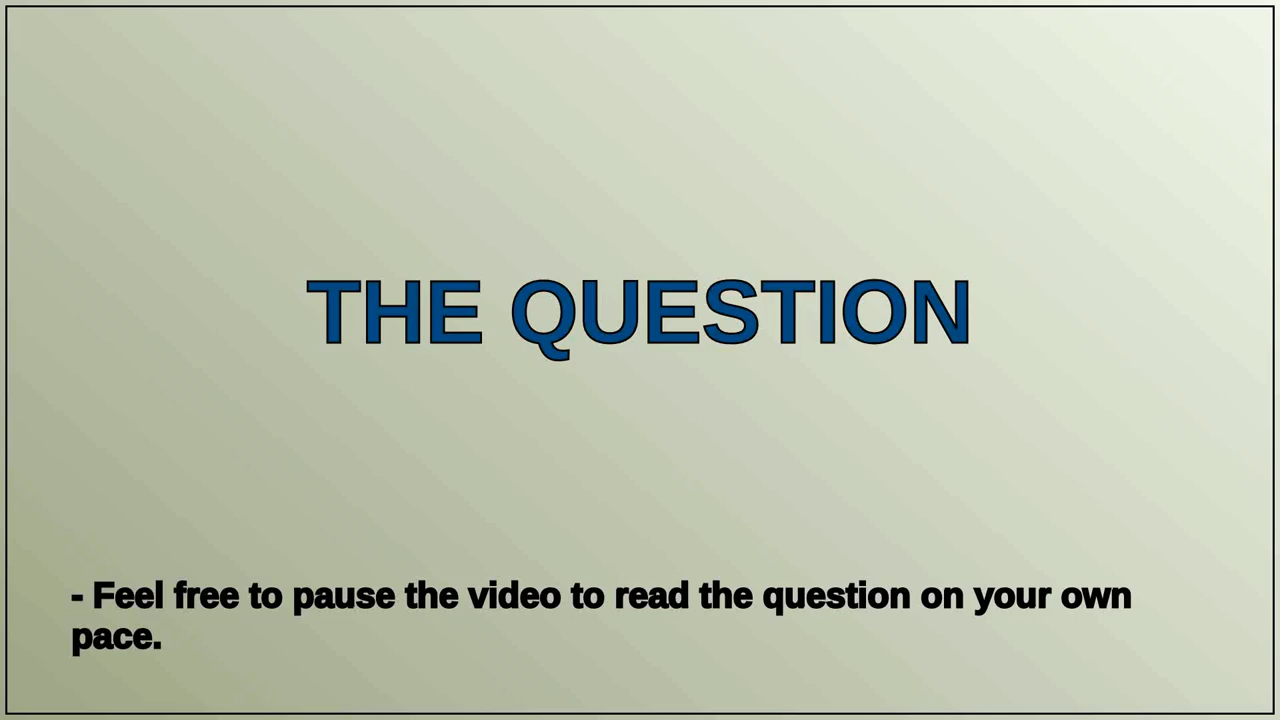 THE QUESTION
- Feel free to pause the video to read the question on your own
pace.